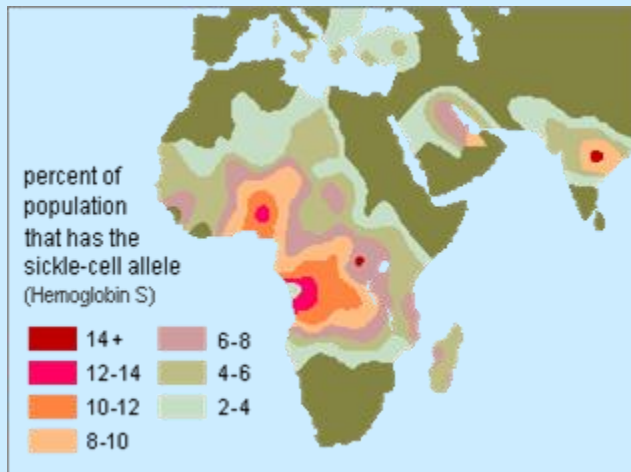 percent of
population
that has the
sickle-cell allele
(Hemoglobin S)
14+
12-14
10-12
8-10
6-8
4-6
2-4